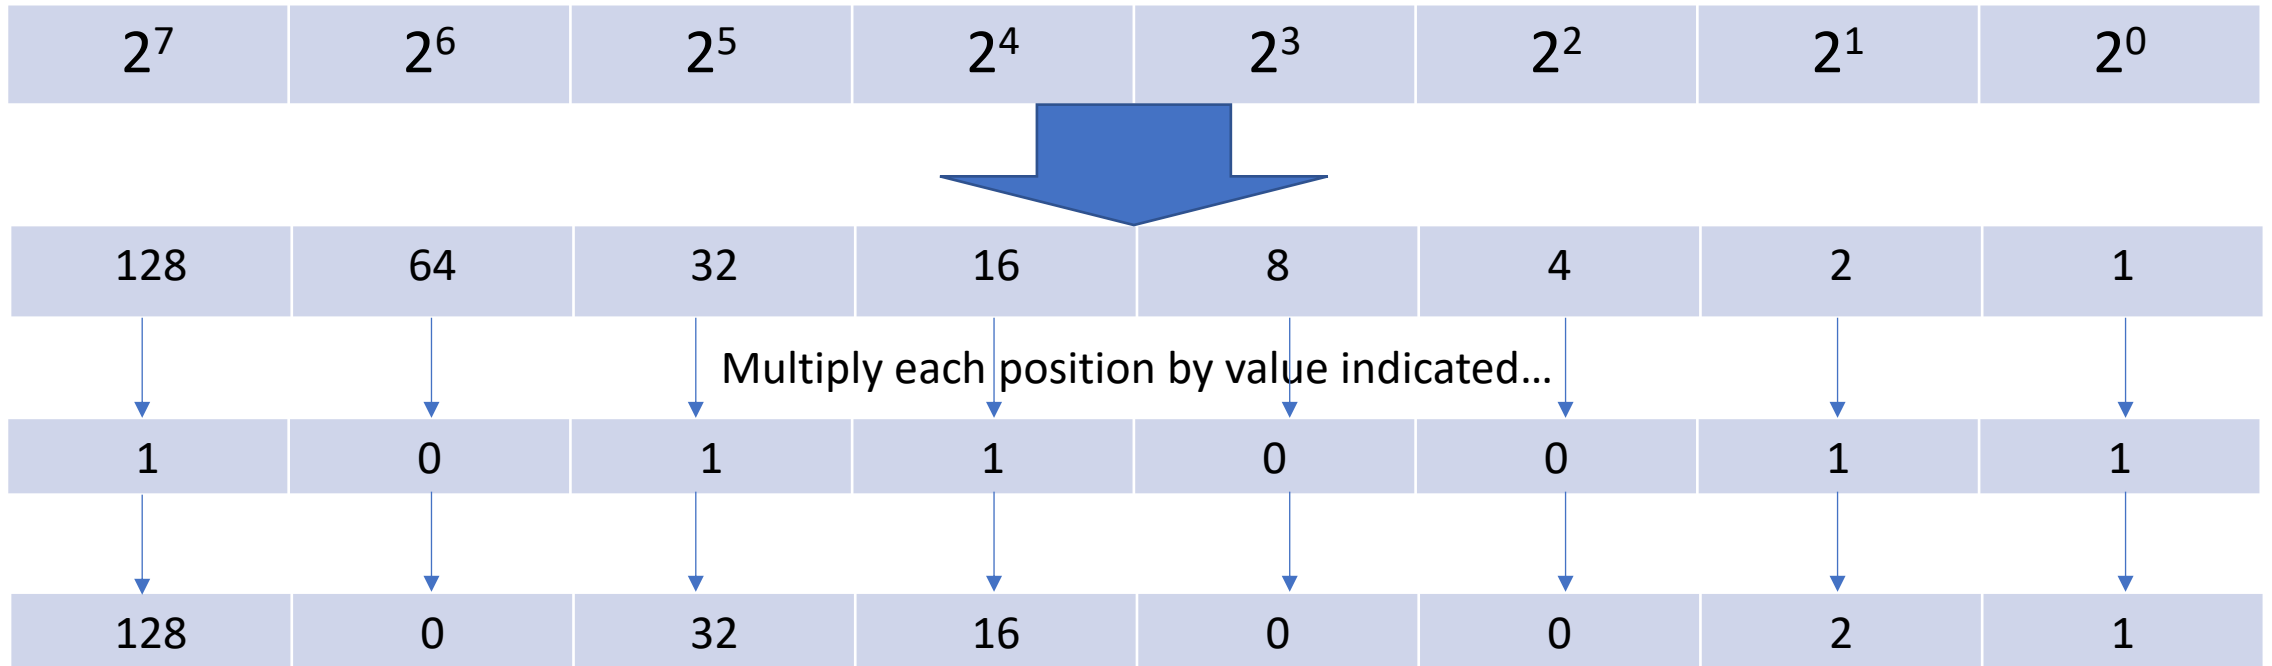 2⁷ 2⁶ 2⁵ 2⁴ 2³ 2² 2¹ 2⁰
128 64 32 16 8 4 2 1
Multiply each position by value indicated...
1 0 1 1 0 0 1 1
128 0 32 16 0 0 2 1